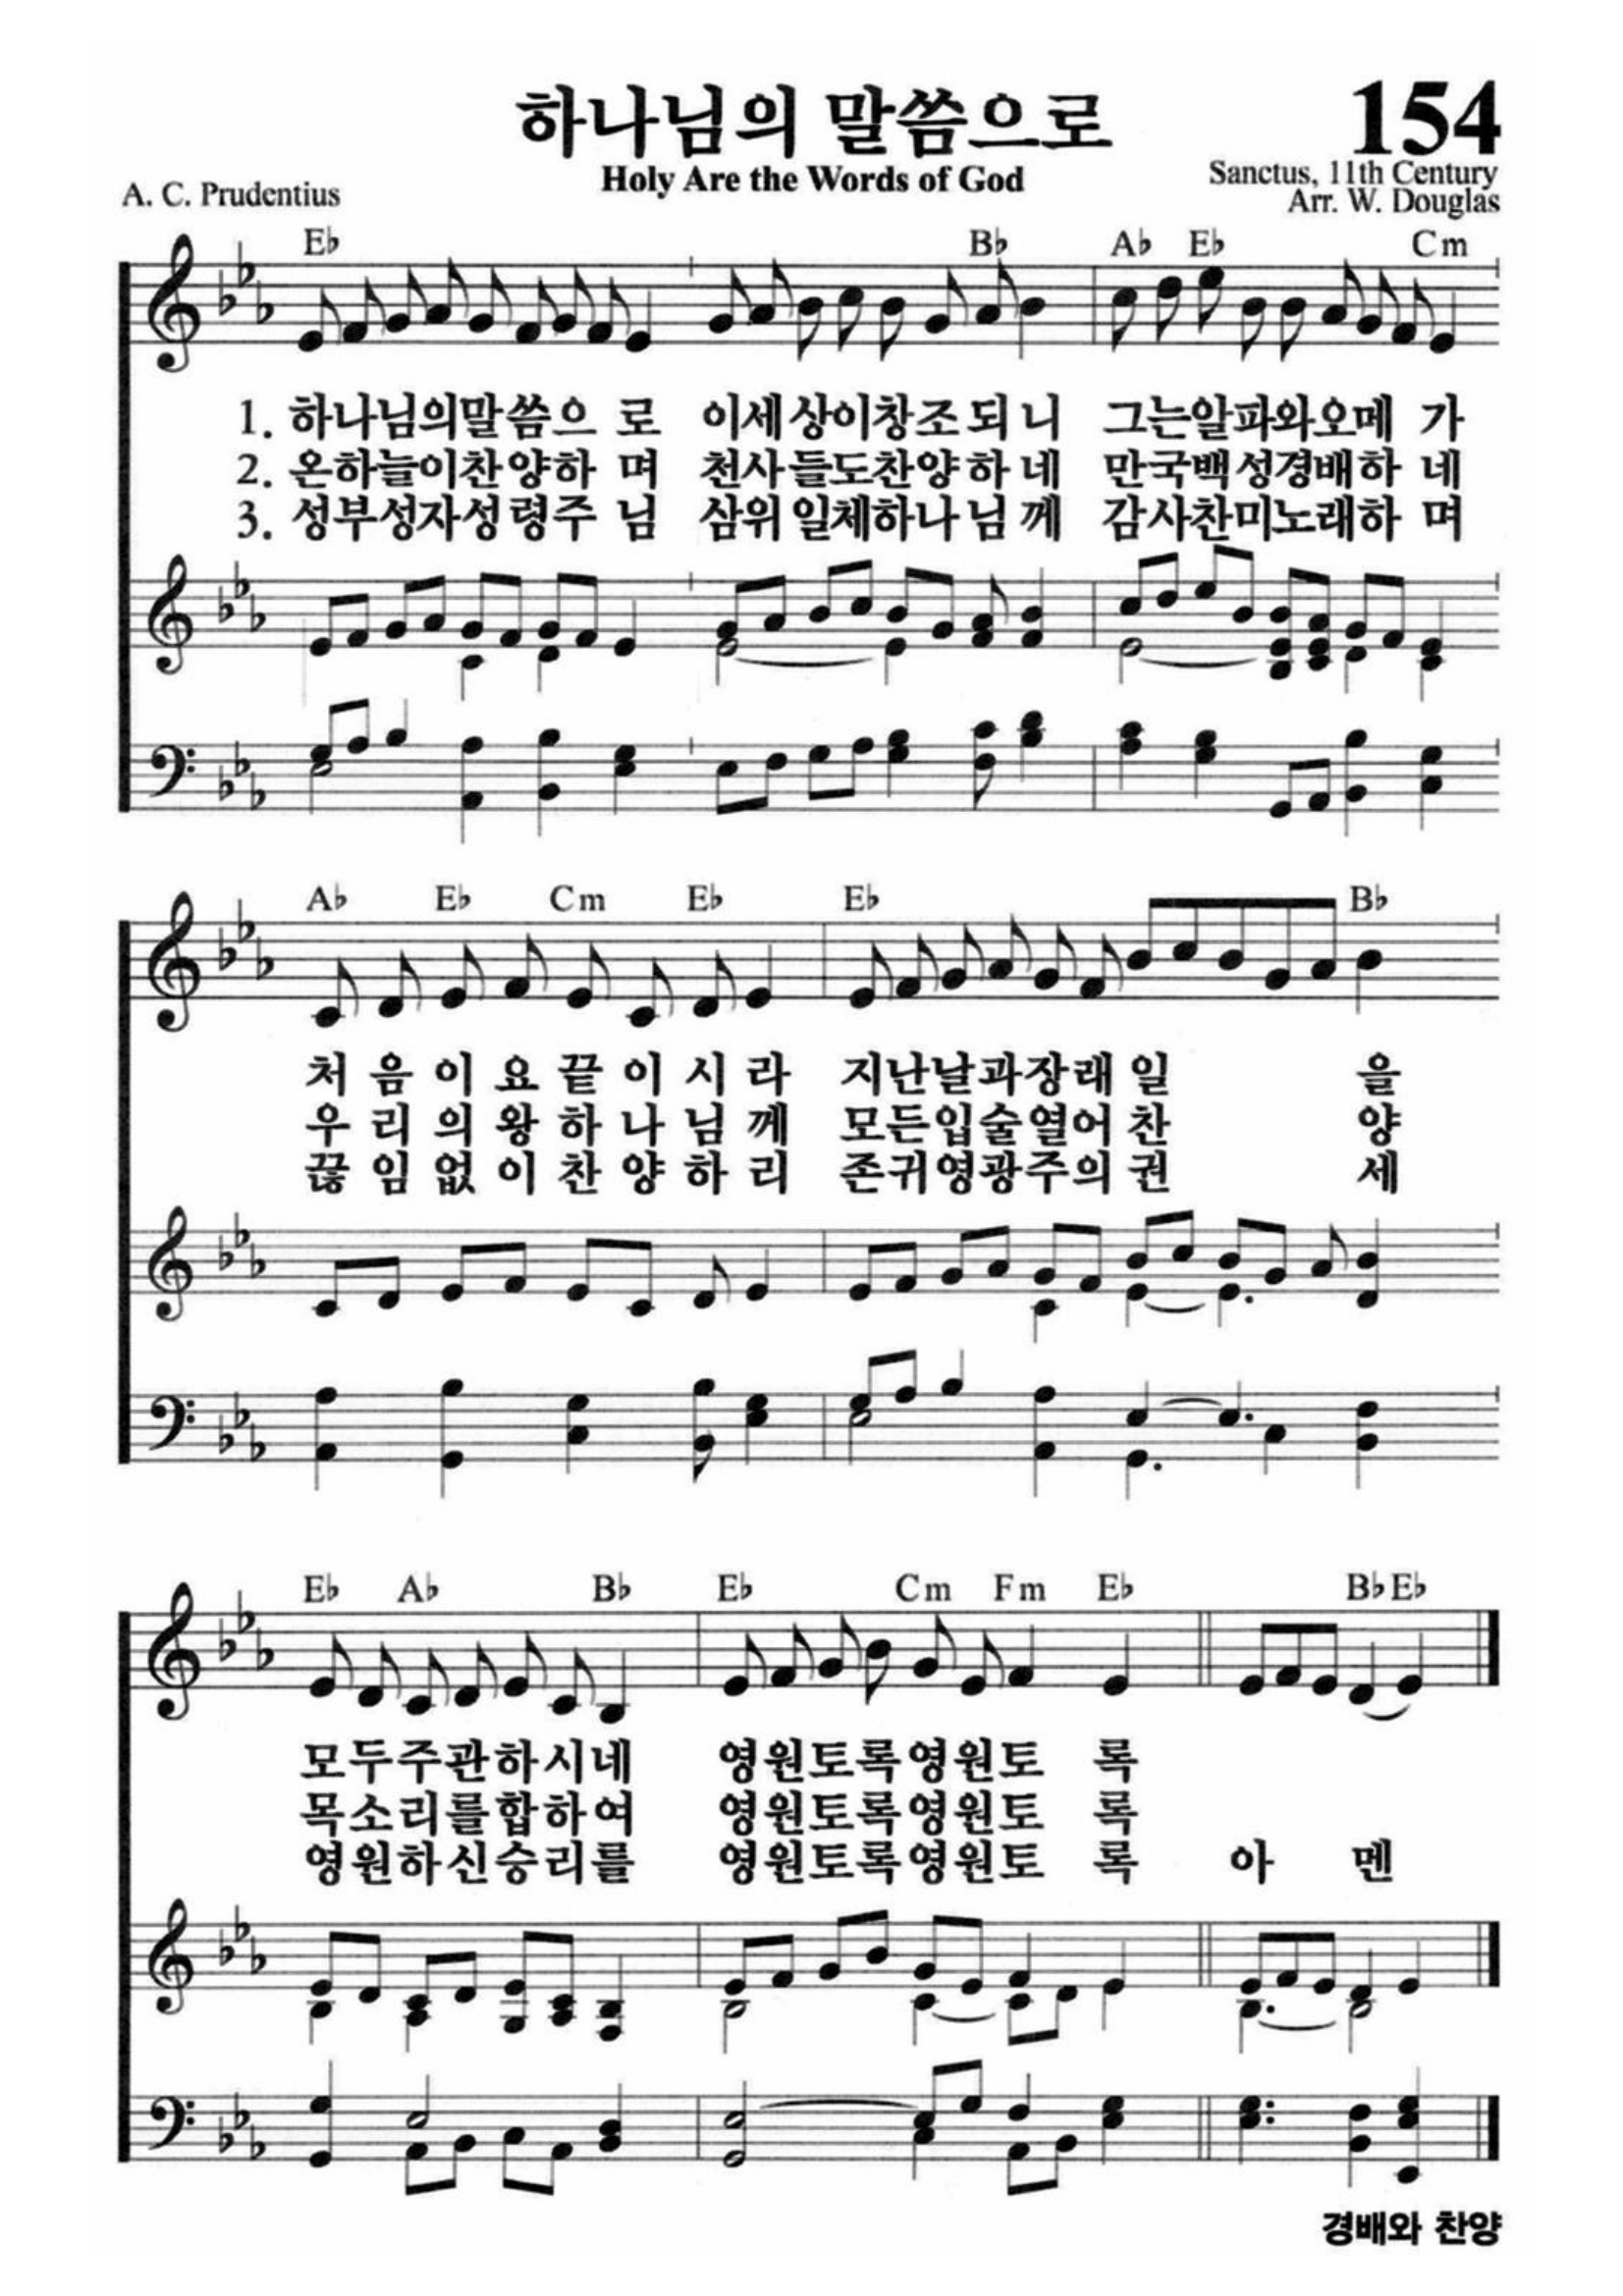 하나님의 말씀으로 154
Holy Are the Words of God
A. C. Prudentius
Sanctus, 11th Century
Arr. W. Douglas
E♭ B♭ A♭ E♭ Cm
1. 하나님의말씀으 로 이세상이창조되니 그는알파와오메 가
2. 온하늘이찬양하 며 천사들도찬양하네 만국백성경배하 네
3. 성부성자성령주 님 삼위일체하나님께 감사찬미노래하 며
A♭ E♭ Cm E♭ E♭ B♭
처 음 이 요 끝 이 시 라 지난날과장래일 을
우 리 의 왕 하 나 님 께 모든입술열어찬 양
끊 임 없 이 찬 양 하 리 존귀영광주의권 세
E♭ A♭ B♭ E♭ Cm Fm E♭ B♭ E♭
모두주관하시네 영원토록영원토 록
목소리를합하여 영원토록영원토 록
영원하신승리를 영원토록영원토 록 아 멘
경배와 찬양